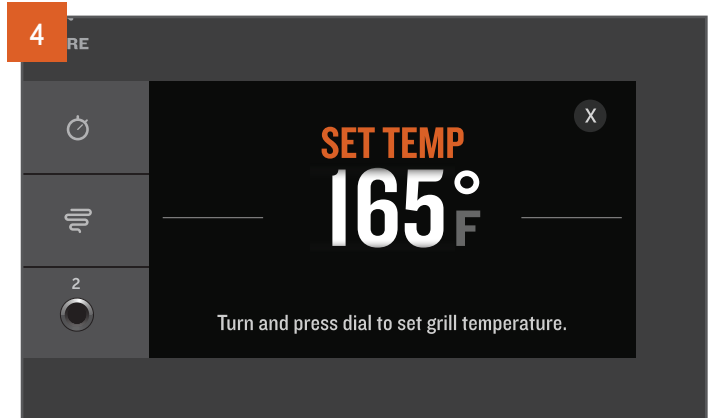 4
RE
X
SET TEMP
165°F
2
Turn and press dial to set grill temperature.